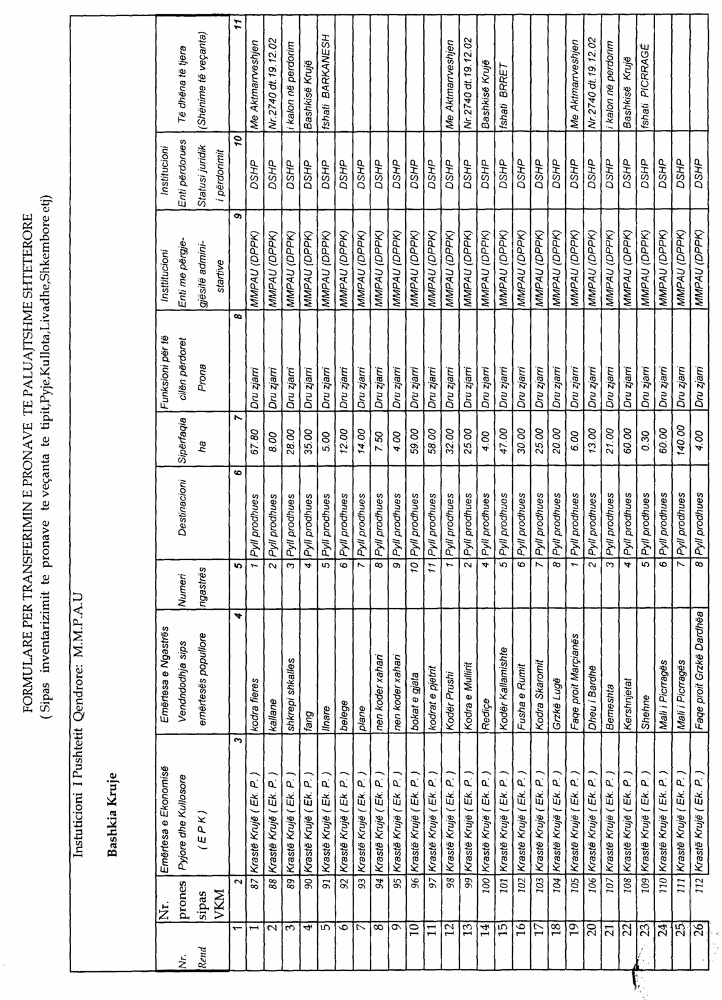 FORMULARE PER TRANSFERIMIN E PRONAVE TE PALUAJTSHME SHTETERORE
( Sipas inventarizimit te pronave te veçanta te tipit,Pyje,Kullota,Livadhe,Shkembore etj)
Instuticioni I Pushtetit Qendrore: M.M.P.A.U
Bashkia Kruje
Nr. Emërtesa e Ekonomisë Emërtesa e Ngastrës Funksioni për të Insttitucioni Institucioni
Nr. prones Pyjore dhe Kullosore Vendndodhja sips Numeri Destinacioni Sipërfaqia cilën përdoret Enti me përgje- Enti përdorues Të dhëna të tjera
Rend sipas ( E P K ) emërtesës popullore ngastrës ha Prona gjësitë admini- Statusi juridik (Shënime të veçanta)
VKM startive i përdorimit
1 2 3 4 5 6 7 8 9 10 11
1 87 Krastë Krujë ( Ek. P. ) kodra fieres 1 Pyll prodhues 67.80 Dru zjarri MMPAU (DPPK) DSHP Me Aktmarrveshjen
2 88 Krastë Krujë ( Ek. P. ) kallane 2 Pyll prodhues 8.00 Dru zjarri MMPAU (DPPK) DSHP Nr.2740 dt.19.12.02
3 89 Krastë Krujë ( Ek. P. ) shkrepi shkalles 3 Pyll prodhues 28.00 Dru zjarri MMPAU (DPPK) DSHP i kalon në perdorim
4 90 Krastë Krujë ( Ek. P. ) fang 4 Pyll prodhues 35.00 Dru zjarri MMPAU (DPPK) DSHP Bashkisë Krujë
5 91 Krastë Krujë ( Ek. P. ) llnare 5 Pyll prodhues 5.00 Dru zjarri MMPAU (DPPK) DSHP fshati BARKANESH
6 92 Krastë Krujë ( Ek. P. ) belege 6 Pyll prodhues 12.00 Dru zjarri MMPAU (DPPK) DSHP
7 93 Krastë Krujë ( Ek. P. ) plane 7 Pyll prodhues 14.00 Dru zjarri MMPAU (DPPK) DSHP
8 94 Krastë Krujë ( Ek. P. ) nen koder xahari 8 Pyll prodhues 7.50 Dru zjarri MMPAU (DPPK) DSHP
9 95 Krastë Krujë ( Ek. P. ) nen koder xahari 9 Pyll prodhues 4.00 Dru zjarri MMPAU (DPPK) DSHP
10 96 Krastë Krujë ( Ek. P. ) bokat e gjata 10 Pyll prodhues 59.00 Dru zjarri MMPAU (DPPK) DSHP
11 97 Krastë Krujë ( Ek. P. ) kodrat e pjetrit 11 Pyll prodhues 58.00 Dru zjarri MMPAU (DPPK) DSHP
12 98 Krastë Krujë ( Ek. P. ) Kodër Prushi 1 Pyll prodhues 32.00 Dru zjarri MMPAU (DPPK) DSHP Me Aktmarrveshjen
13 99 Krastë Krujë ( Ek. P. ) Kodra e Mullirit 2 Pyll prodhues 25.00 Dru zjarri MMPAU (DPPK) DSHP Nr.2740 dt.19.12.02
14 100 Krastë Krujë ( Ek. P. ) Rediçe 4 Pyll prodhues 4.00 Dru zjarri MMPAU (DPPK) DSHP Bashkisë Krujë
15 101 Krastë Krujë ( Ek. P. ) Kodër Kallamishte 5 Pyll prodhues 47.00 Dru zjarri MMPAU (DPPK) DSHP fshati BRRET
16 102 Krastë Krujë ( Ek. P. ) Fusha e Rumit 6 Pyll prodhues 30.00 Dru zjarri MMPAU (DPPK) DSHP
17 103 Krastë Krujë ( Ek. P. ) Kodra Skaromit 7 Pyll prodhues 25.00 Dru zjarri MMPAU (DPPK) DSHP
18 104 Krastë Krujë ( Ek. P. ) Grzkë Lugë 8 Pyll prodhues 20.00 Dru zjarri MMPAU (DPPK) DSHP
19 105 Krastë Krujë ( Ek. P. ) Faqe proit Marçianës 1 Pyll prodhues 6.00 Dru zjarri MMPAU (DPPK) DSHP Me Aktmarrveshjen
20 106 Krastë Krujë ( Ek. P. ) Dheu i Bardhë 2 Pyll prodhues 13.00 Dru zjarri MMPAU (DPPK) DSHP Nr.2740 dt.19.12.02
21 107 Krastë Krujë ( Ek. P. ) Bemeshta 3 Pyll prodhues 21.00 Dru zjarri MMPAU (DPPK) DSHP i kalon në perdorim
22 108 Krastë Krujë ( Ek. P. ) Kershnjetat 4 Pyll prodhues 60.00 Dru zjarri MMPAU (DPPK) DSHP Bashkisë Krujë
23 109 Krastë Krujë ( Ek. P. ) Shehne 5 Pyll prodhues 0.30 Dru zjarri MMPAU (DPPK) DSHP fshati PICRRAGË
24 110 Krastë Krujë ( Ek. P. ) Mali i Picrragës 6 Pyll prodhues 60.00 Dru zjarri MMPAU (DPPK) DSHP
25 111 Krastë Krujë ( Ek. P. ) Mali i Picrragës 7 Pyll prodhues 140.00 Dru zjarri MMPAU (DPPK) DSHP
26 112 Krastë Krujë ( Ek. P. ) Faqe proit Grzkë Dardhëa 8 Pyll prodhues 4.00 Dru zjarri MMPAU (DPPK) DSHP